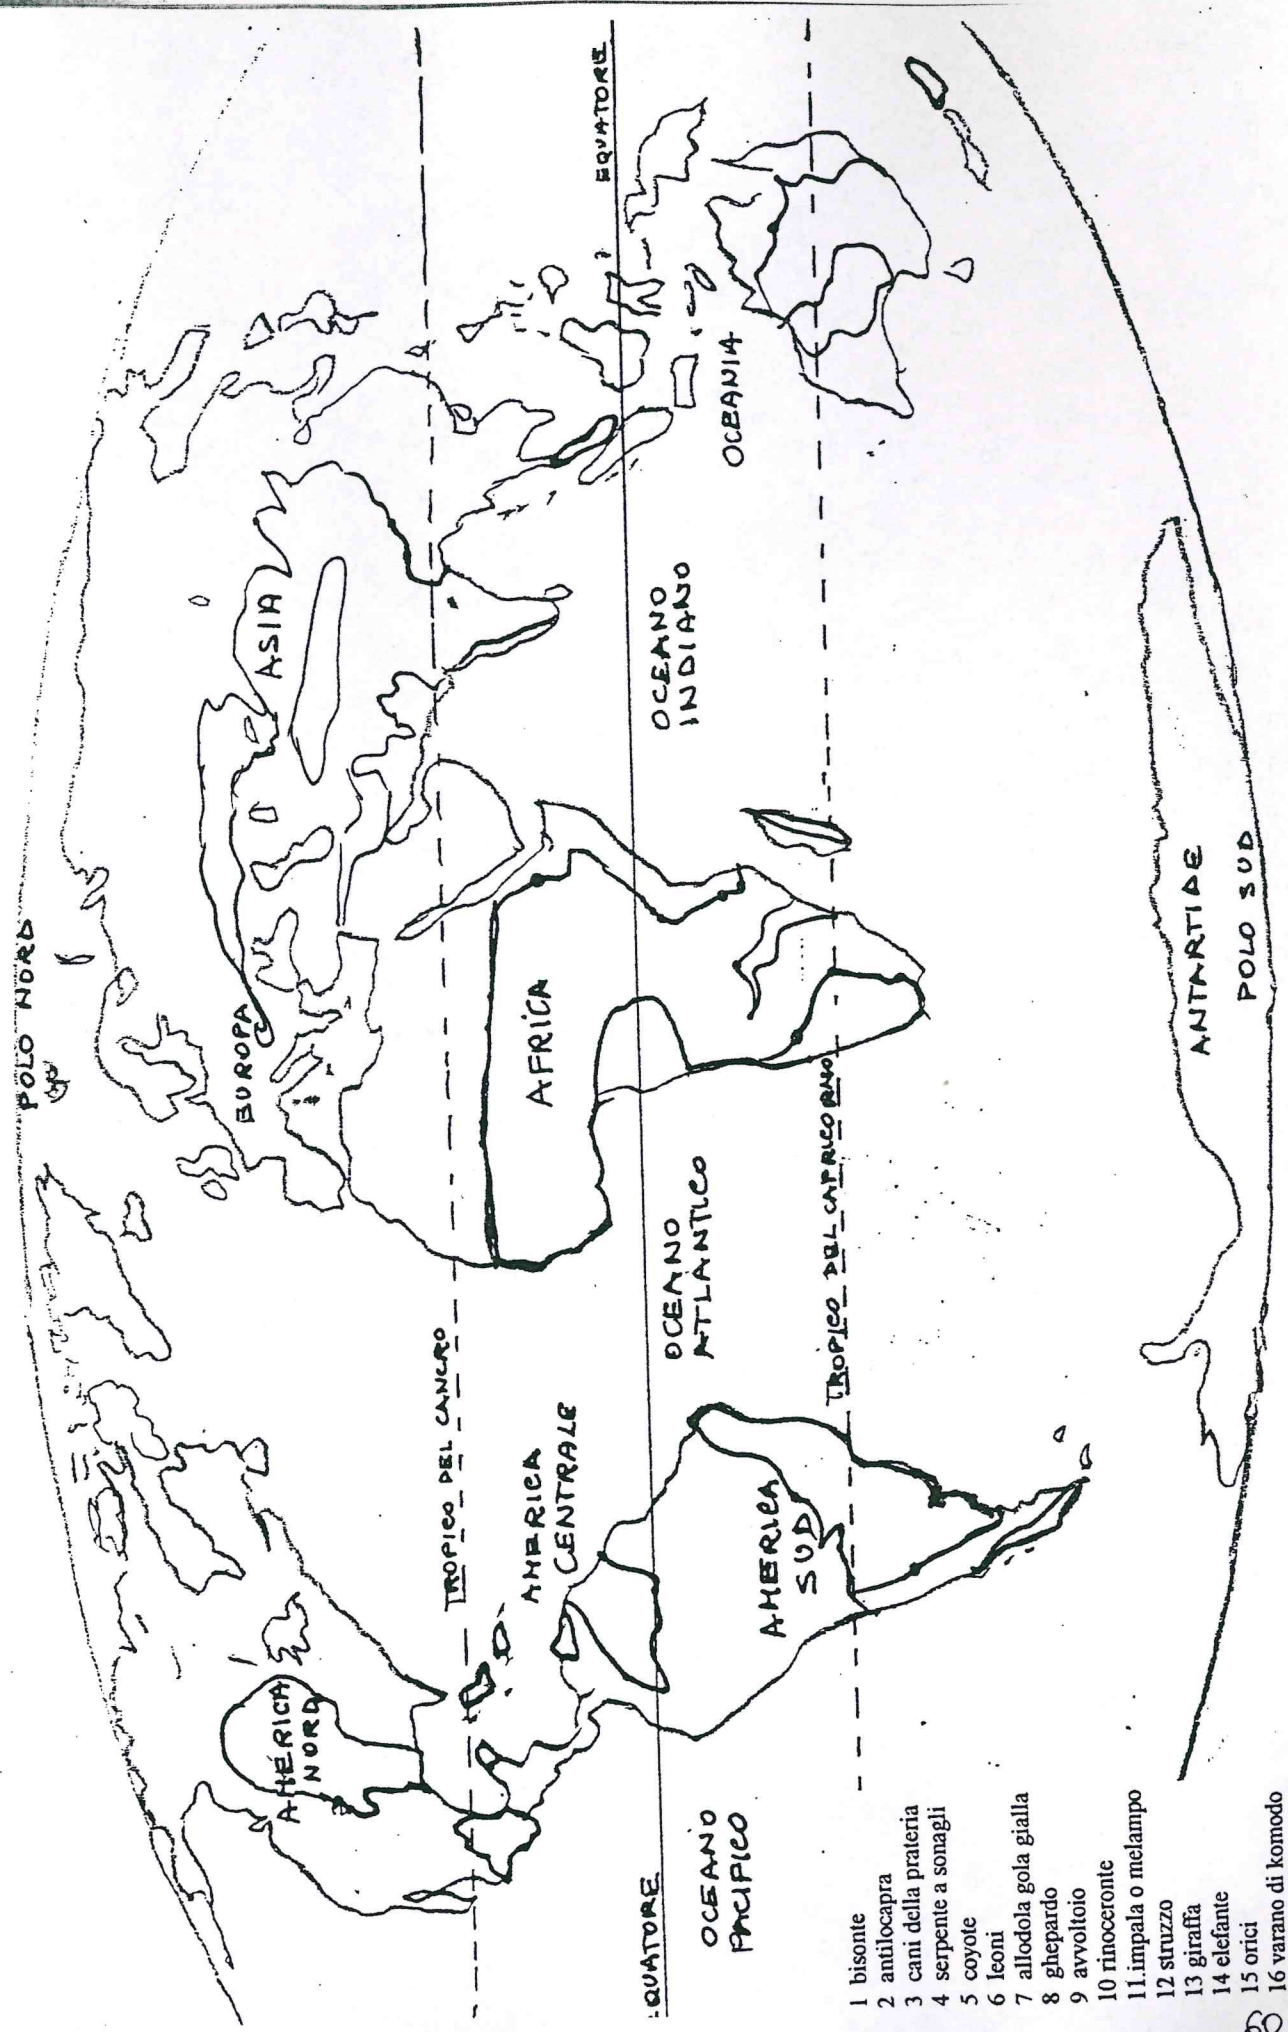 POLO NORD
EUROPA
ASIA
AMERICA
NORD
TROPICO DEL CANCRO
AMERICA
CENTRALE
AFRICA
EQUATORE
:QUATORE
OCEANO
PACIFICO
OCEANO
ATLANTICO
OCEANO
INDIANO
OCEANIA
AMERICA
SUD
TROPICO DEL CAPRICORNO
ANTARTIDE
POLO SUD
1 bisonte
2 antilocapra
3 cani della prateria
4 serpente a sonagli
5 coyote
6 leoni
7 allodola gola gialla
8 ghepardo
9 avvoltoio
10 rinoceronte
11.impala o melampo
12 struzzo
13 giraffa
14 elefante
15 orici
16 varano di komodo